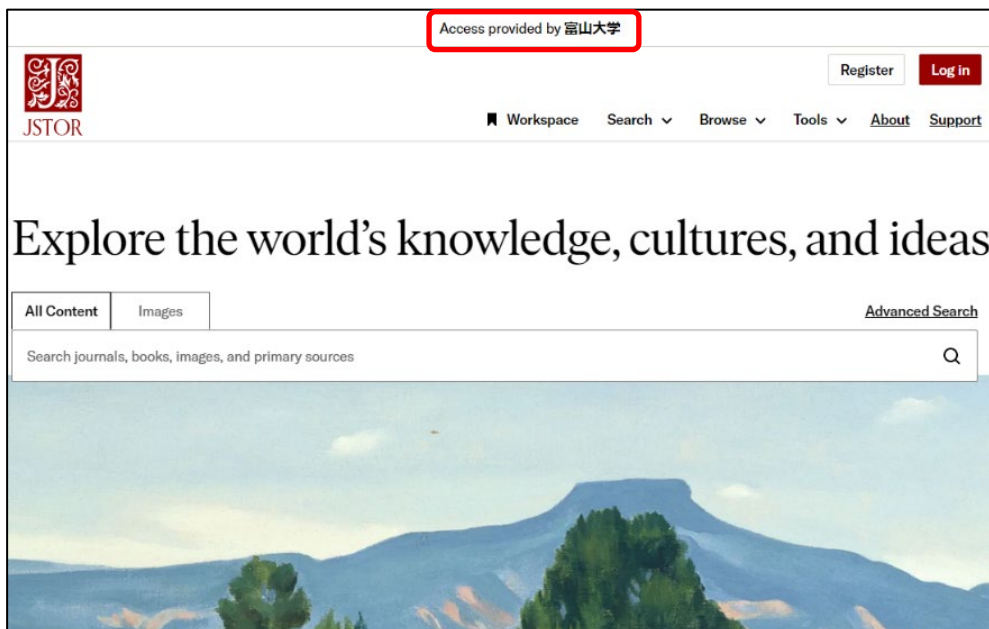 Access provided by 富山大学
Register
Log in
JSTOR
Workspace
Search
Browse
Tools
About
Support
Explore the world’s knowledge, cultures, and ideas
All Content
Images
Advanced Search
Search journals, books, images, and primary sources